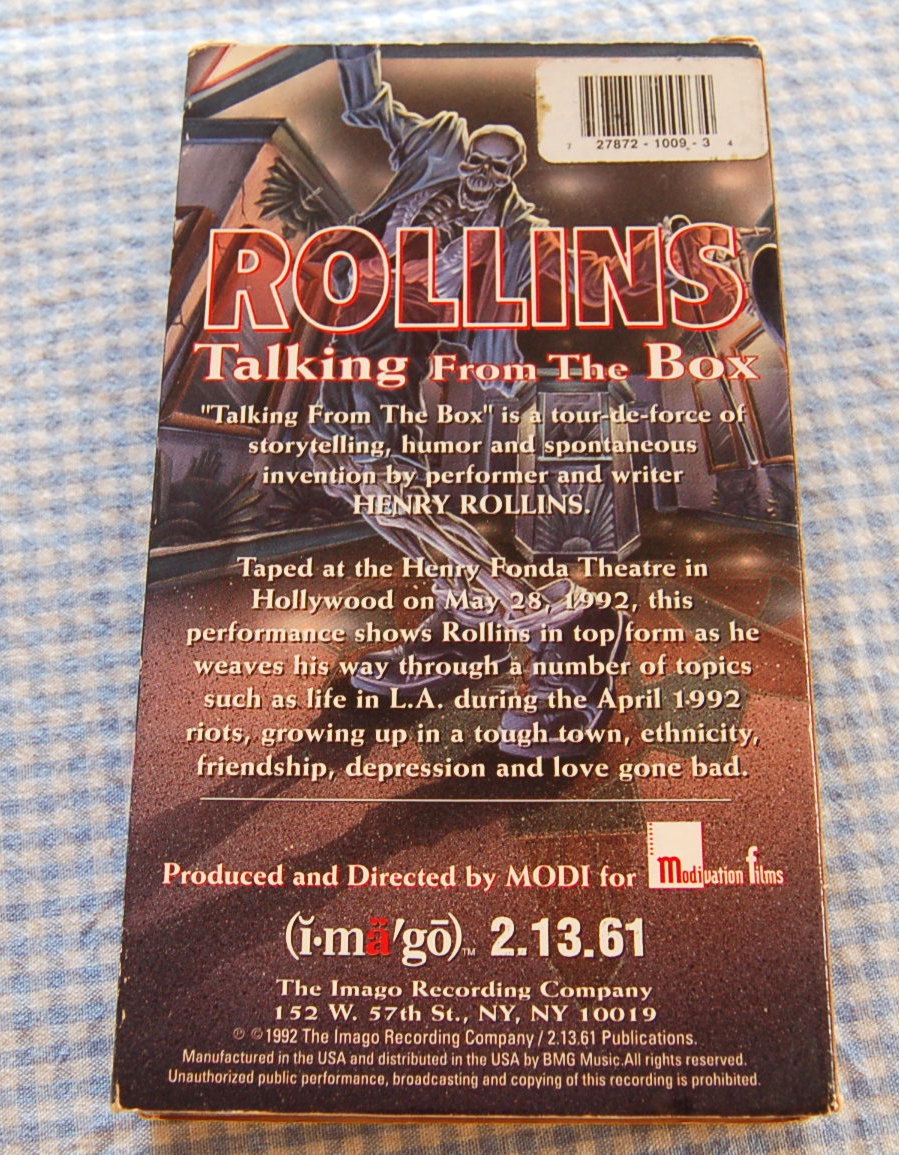 7 27872 - 1009 - 3 4
ROLLINS
Talking From The Box
"Talking From The Box" is a tour-de-force of
storytelling, humor and spontaneous
invention by performer and writer
HENRY ROLLINS.
Taped at the Henry Fonda Theatre in
Hollywood on May 28, 1992, this
performance shows Rollins in top form as he
weaves his way through a number of topics
such as life in L.A. during the April 1992
riots, growing up in a tough town, ethnicity,
friendship, depression and love gone bad.
Produced and Directed by MODI for Modivation films
(ĭ·mä′gō)™ 2.13.61
The Imago Recording Company
152 W. 57th St., NY, NY 10019
℗ ©1992 The Imago Recording Company / 2.13.61 Publications.
Manufactured in the USA and distributed in the USA by BMG Music. All rights reserved.
Unauthorized public performance, broadcasting and copying of this recording is prohibited.